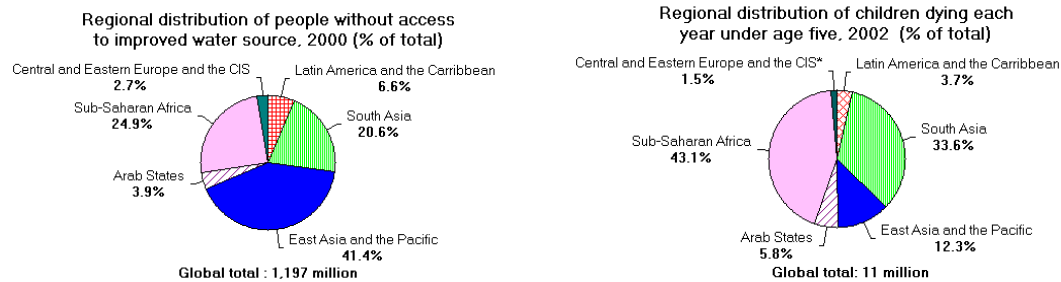 Regional distribution of people without access
to improved water source, 2000 (% of total)
Central and Eastern Europe and the CIS
2.7%
Latin America and the Carribbean
6.6%
Sub-Saharan Africa
24.9%
South Asia
20.6%
Arab States
3.9%
East Asia and the Pacific
41.4%
Global total : 1,197 million
Regional distribution of children dying each
year under age five, 2002 (% of total)
Central and Eastern Europe and the CIS*
1.5%
Latin America and the Carribbean
3.7%
Sub-Saharan Africa
43.1%
South Asia
33.6%
Arab States
5.8%
East Asia and the Pacific
12.3%
Global total: 11 million